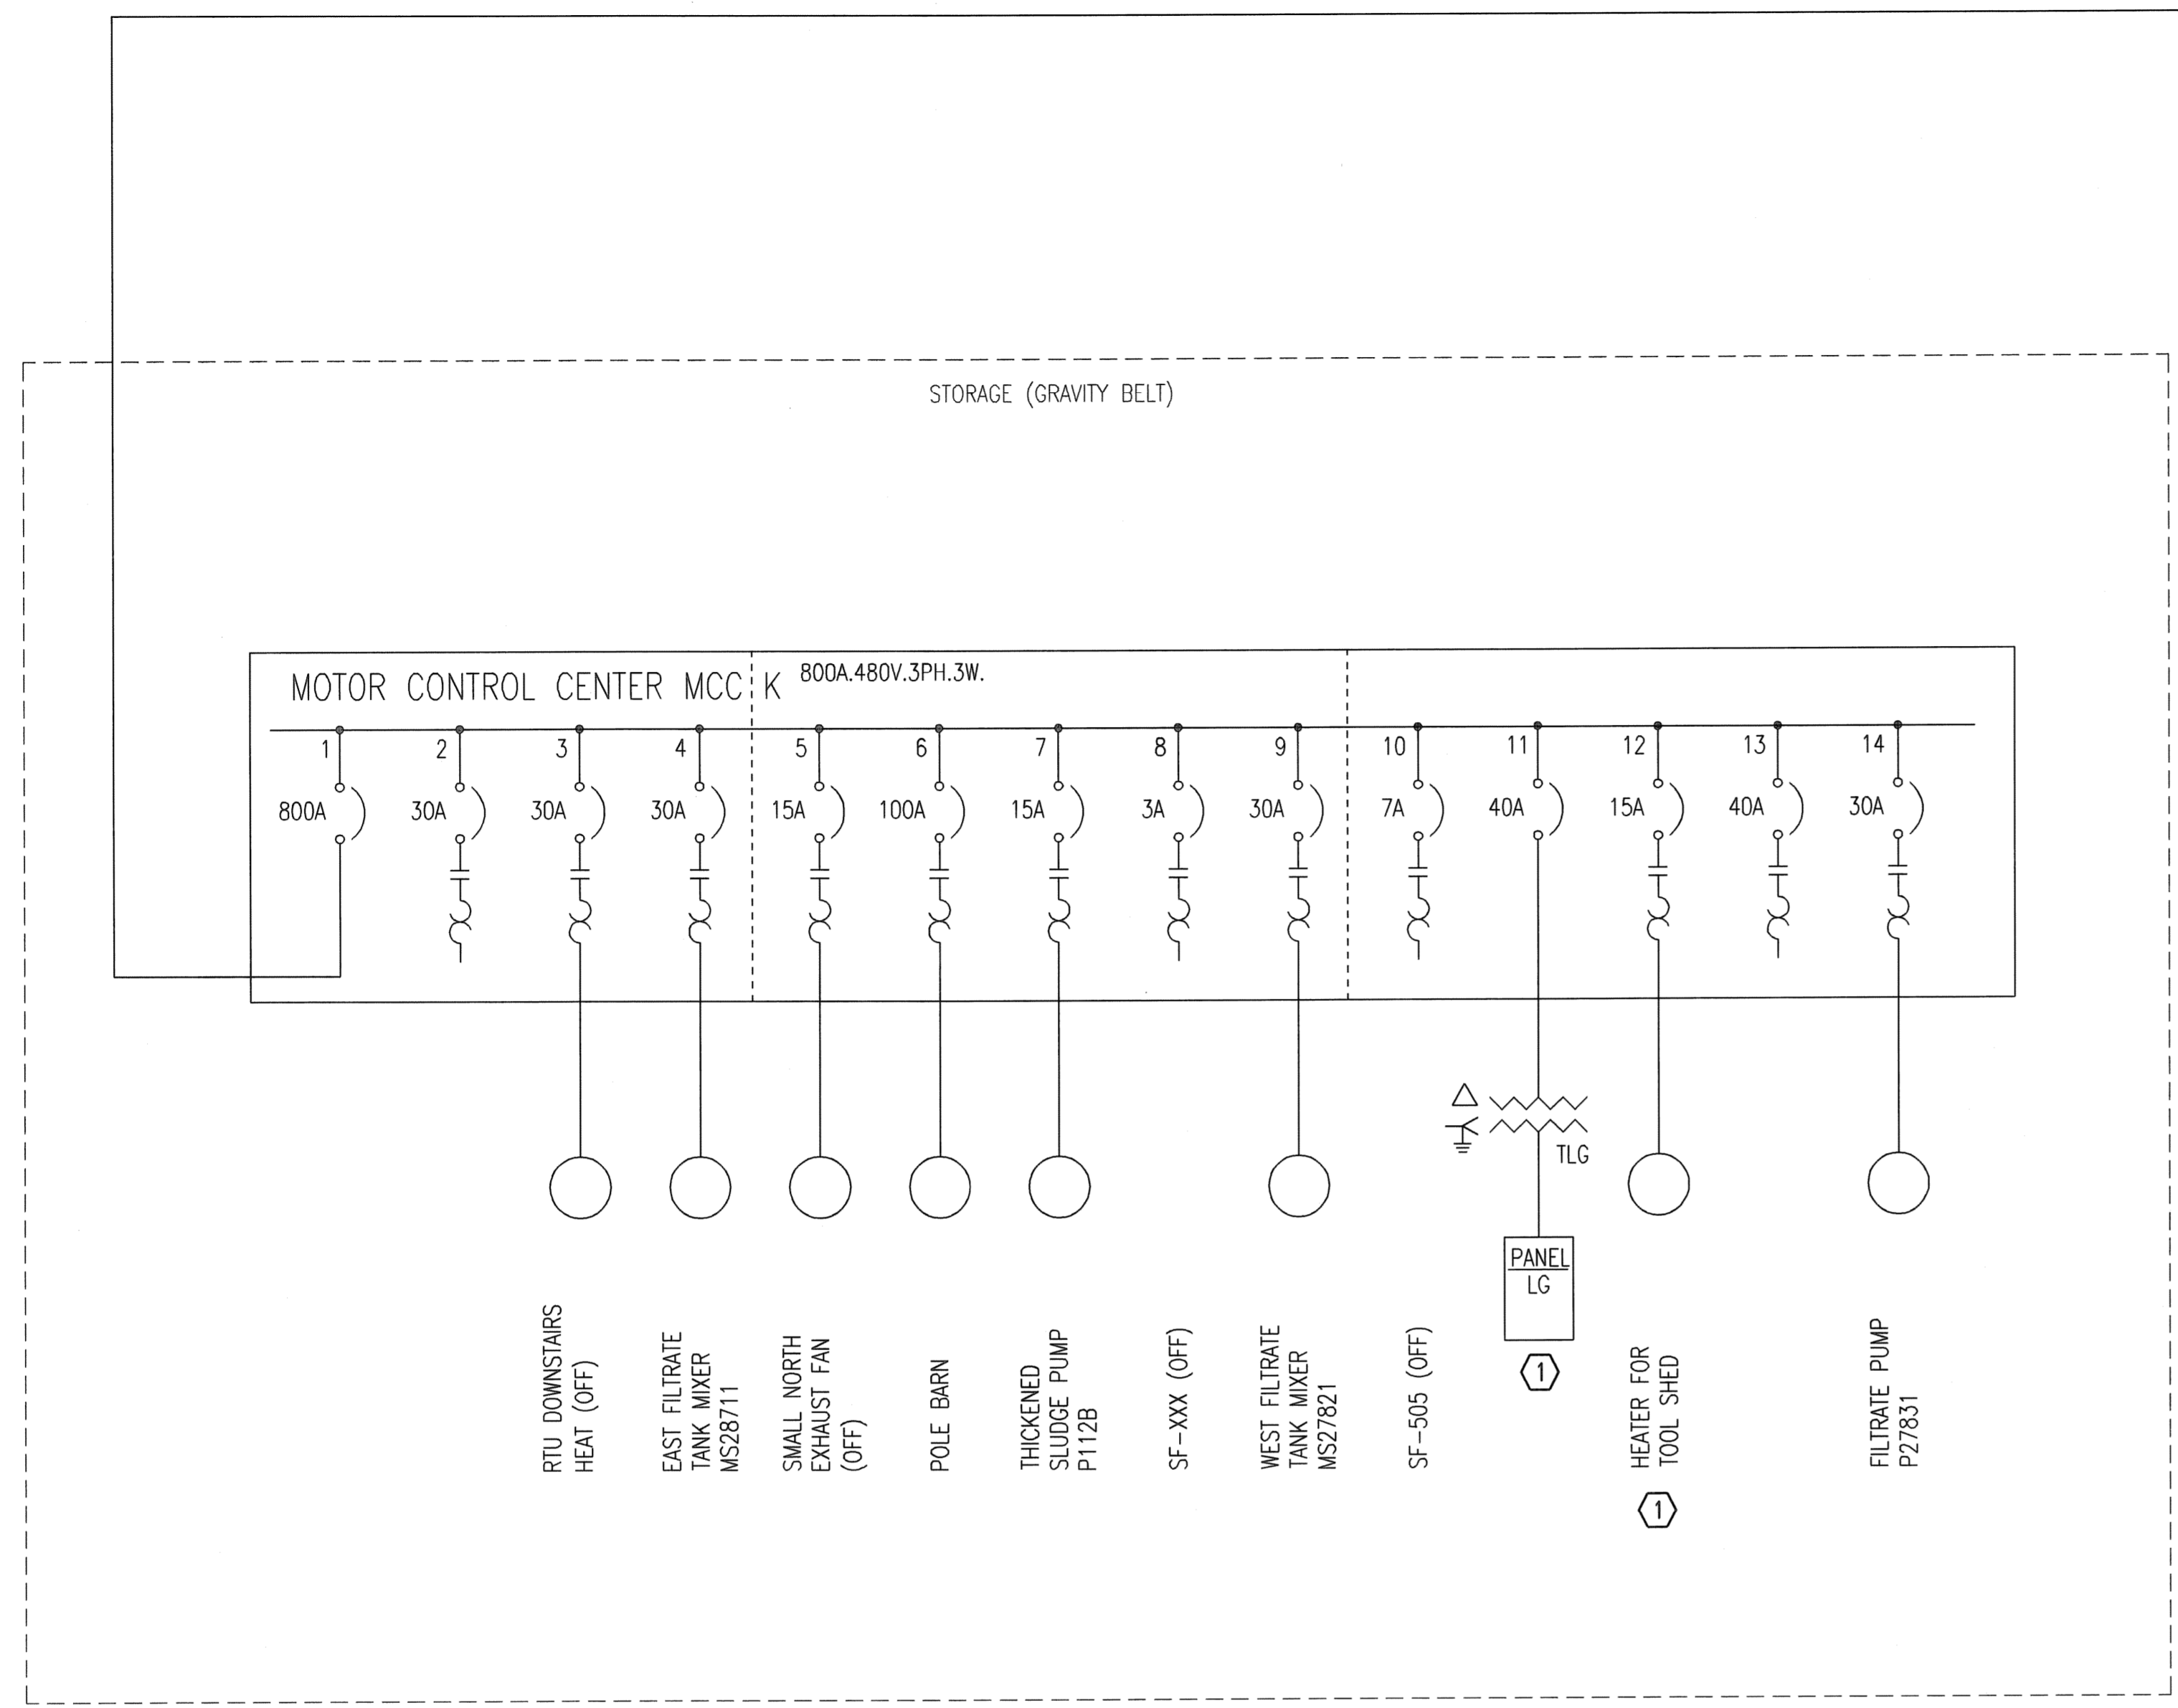 STORAGE (GRAVITY BELT)
MOTOR CONTROL CENTER MCC K
800A.480V.3PH.3W.
1
2
3
4
5
6
7
8
9
10
11
12
13
14
800A
30A
30A
30A
15A
100A
15A
3A
30A
7A
40A
15A
40A
30A
TLG
PANEL
LG
RTU DOWNSTAIRS
HEAT (OFF)
EAST FILTRATE
TANK MIXER
MS28711
SMALL NORTH
EXHAUST FAN
(OFF)
POLE BARN
THICKENED
SLUDGE PUMP
P112B
SF-XXX (OFF)
WEST FILTRATE
TANK MIXER
MS27821
SF-505 (OFF)
1
HEATER FOR
TOOL SHED
1
FILTRATE PUMP
P27831